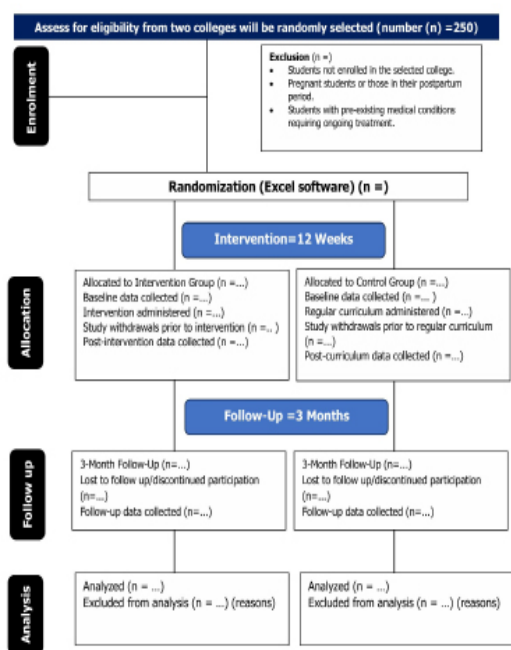 Assess for eligibility from two colleges will be randomly selected (number (n) =250)
Enrolment
Exclusion (n =)
• Students not enrolled in the selected college.
• Pregnant students or those in their postpartum
period.
• Students with pre-existing medical conditions
requiring ongoing treatment.
Randomization (Excel software) (n =)
Intervention=12 Weeks
Allocation
Allocated to Intervention Group (n =...)
Baseline data collected (n =...)
Intervention administered (n =...)
Study withdrawals prior to intervention (n =.. )
Post-intervention data collected (n =...)
Allocated to Control Group (n =...)
Baseline data collected (n =... )
Regular curriculum administered (n =...)
Study withdrawals prior to regular curriculum
(n =...)
Post-curriculum data collected (n =...)
Follow-Up =3 Months
Follow up
3-Month Follow-Up (n=...)
Lost to follow up/discontinued participation
(n=...)
Follow-up data collected (n=...)
3-Month Follow-Up (n=...)
Lost to follow up/discontinued participation
(n=...)
Follow-up data collected (n=...)
Analysis
Analyzed (n = ...)
Excluded from analysis (n = ...) (reasons)
Analyzed (n = ...)
Excluded from analysis (n = ...) (reasons)